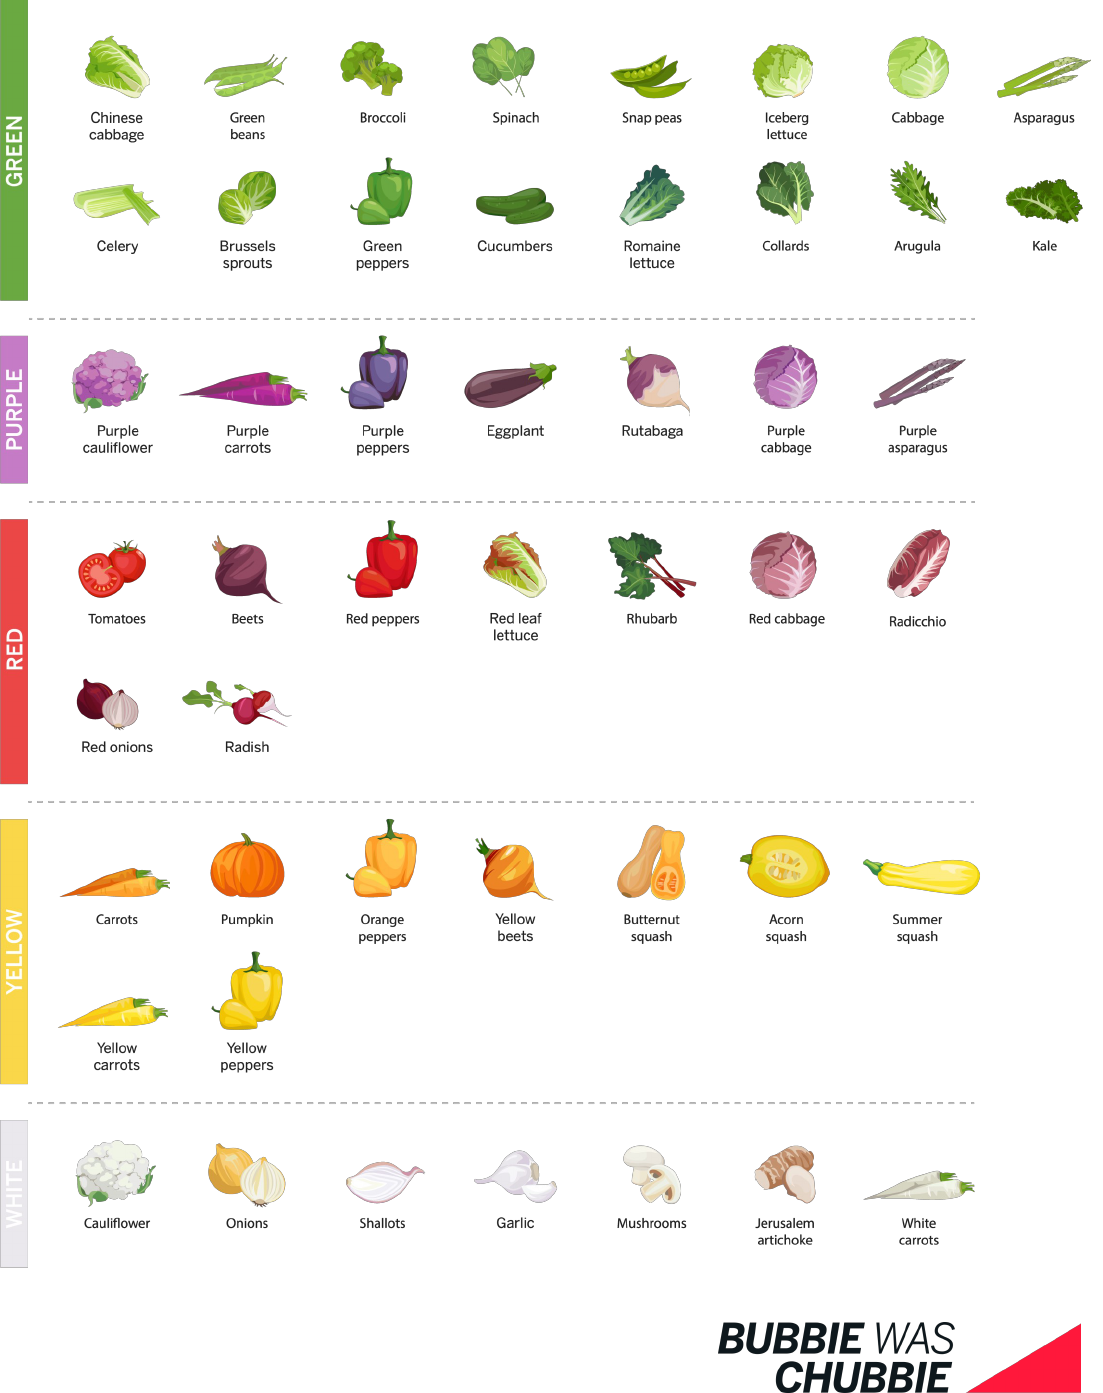 GREEN
Chinese
cabbage
Green
beans
Broccoli
Spinach
Snap peas
Iceberg
lettuce
Cabbage
Asparagus
Celery
Brussels
sprouts
Green
peppers
Cucumbers
Romaine
lettuce
Collards
Arugula
Kale
PURPLE
Purple
cauliflower
Purple
carrots
Purple
peppers
Eggplant
Rutabaga
Purple
cabbage
Purple
asparagus
RED
Tomatoes
Beets
Red peppers
Red leaf
lettuce
Rhubarb
Red cabbage
Radicchio
Red onions
Radish
YELLOW
Carrots
Pumpkin
Orange
peppers
Yellow
beets
Butternut
squash
Acorn
squash
Summer
squash
Yellow
carrots
Yellow
peppers
WHITE
Cauliflower
Onions
Shallots
Garlic
Mushrooms
Jerusalem
artichoke
White
carrots
BUBBIE WAS
CHUBBIE